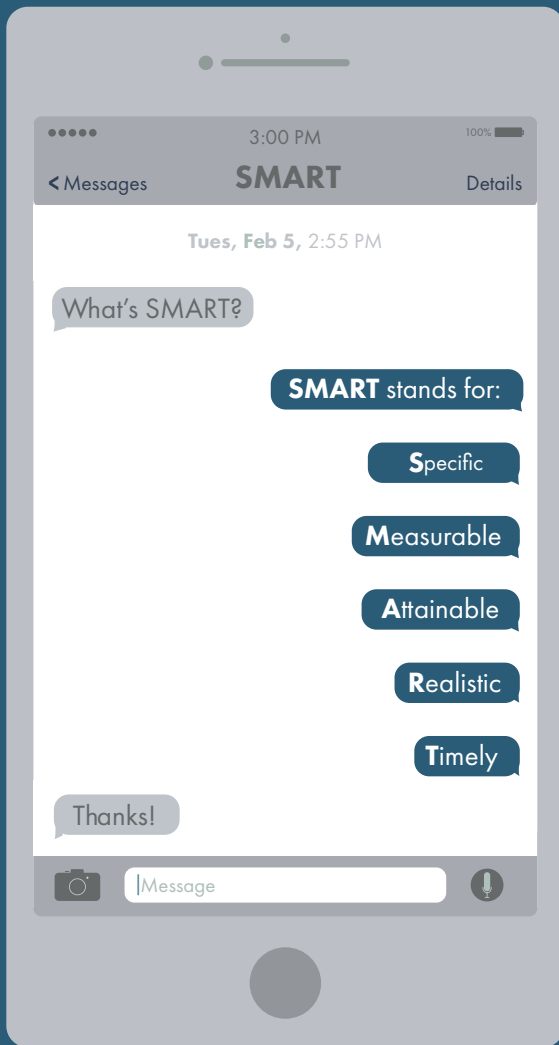 3:00 PM
100%
< Messages
SMART
Details
Tues, Feb 5, 2:55 PM
What's SMART?
SMART stands for:
Specific
Measurable
Attainable
Realistic
Timely
Thanks!
Message